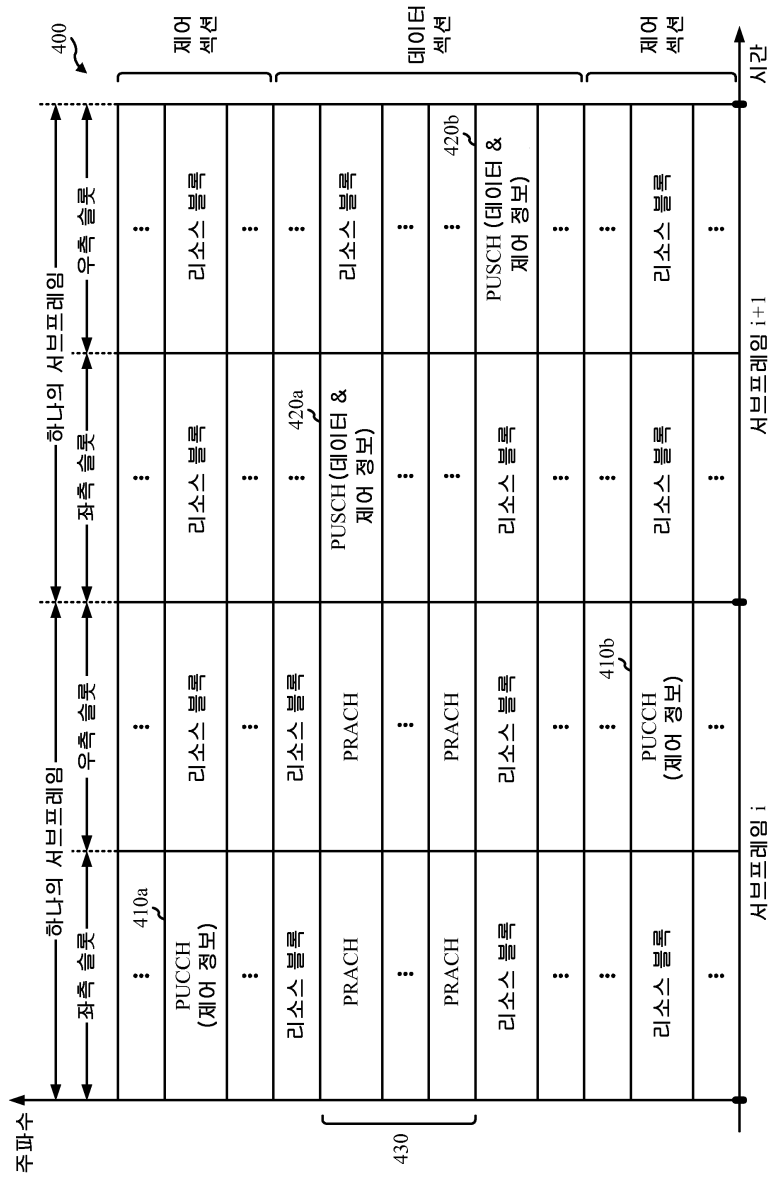 400
주파수
하나의 서브프레임
하나의 서브프레임
좌측 슬롯
우측 슬롯
좌측 슬롯
우측 슬롯
410a
제어
섹션
PUCCH
(제어 정보)
리소스 블록
리소스 블록
리소스 블록
420a
데이터
섹션
리소스 블록
리소스 블록
430
PRACH
PRACH
PUSCH (데이터 &
제어 정보)
리소스 블록
PRACH
PRACH
420b
리소스 블록
리소스 블록
리소스 블록
PUSCH (데이터 &
제어 정보)
410b
제어
섹션
리소스 블록
PUCCH
(제어 정보)
리소스 블록
리소스 블록
서브프레임 i
서브프레임 i+1
시간